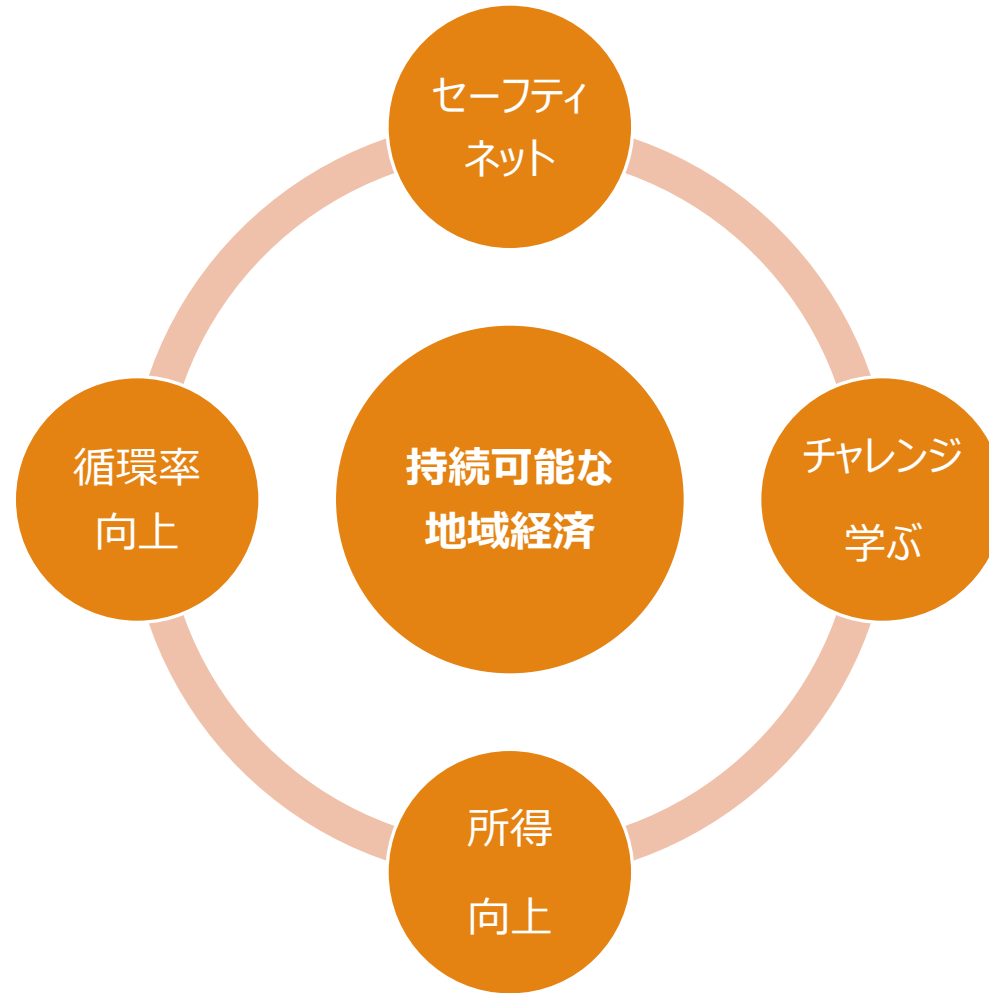 セーフティ
ネット
チャレンジ
学ぶ
所得
向上
循環率
向上
持続可能な
地域経済